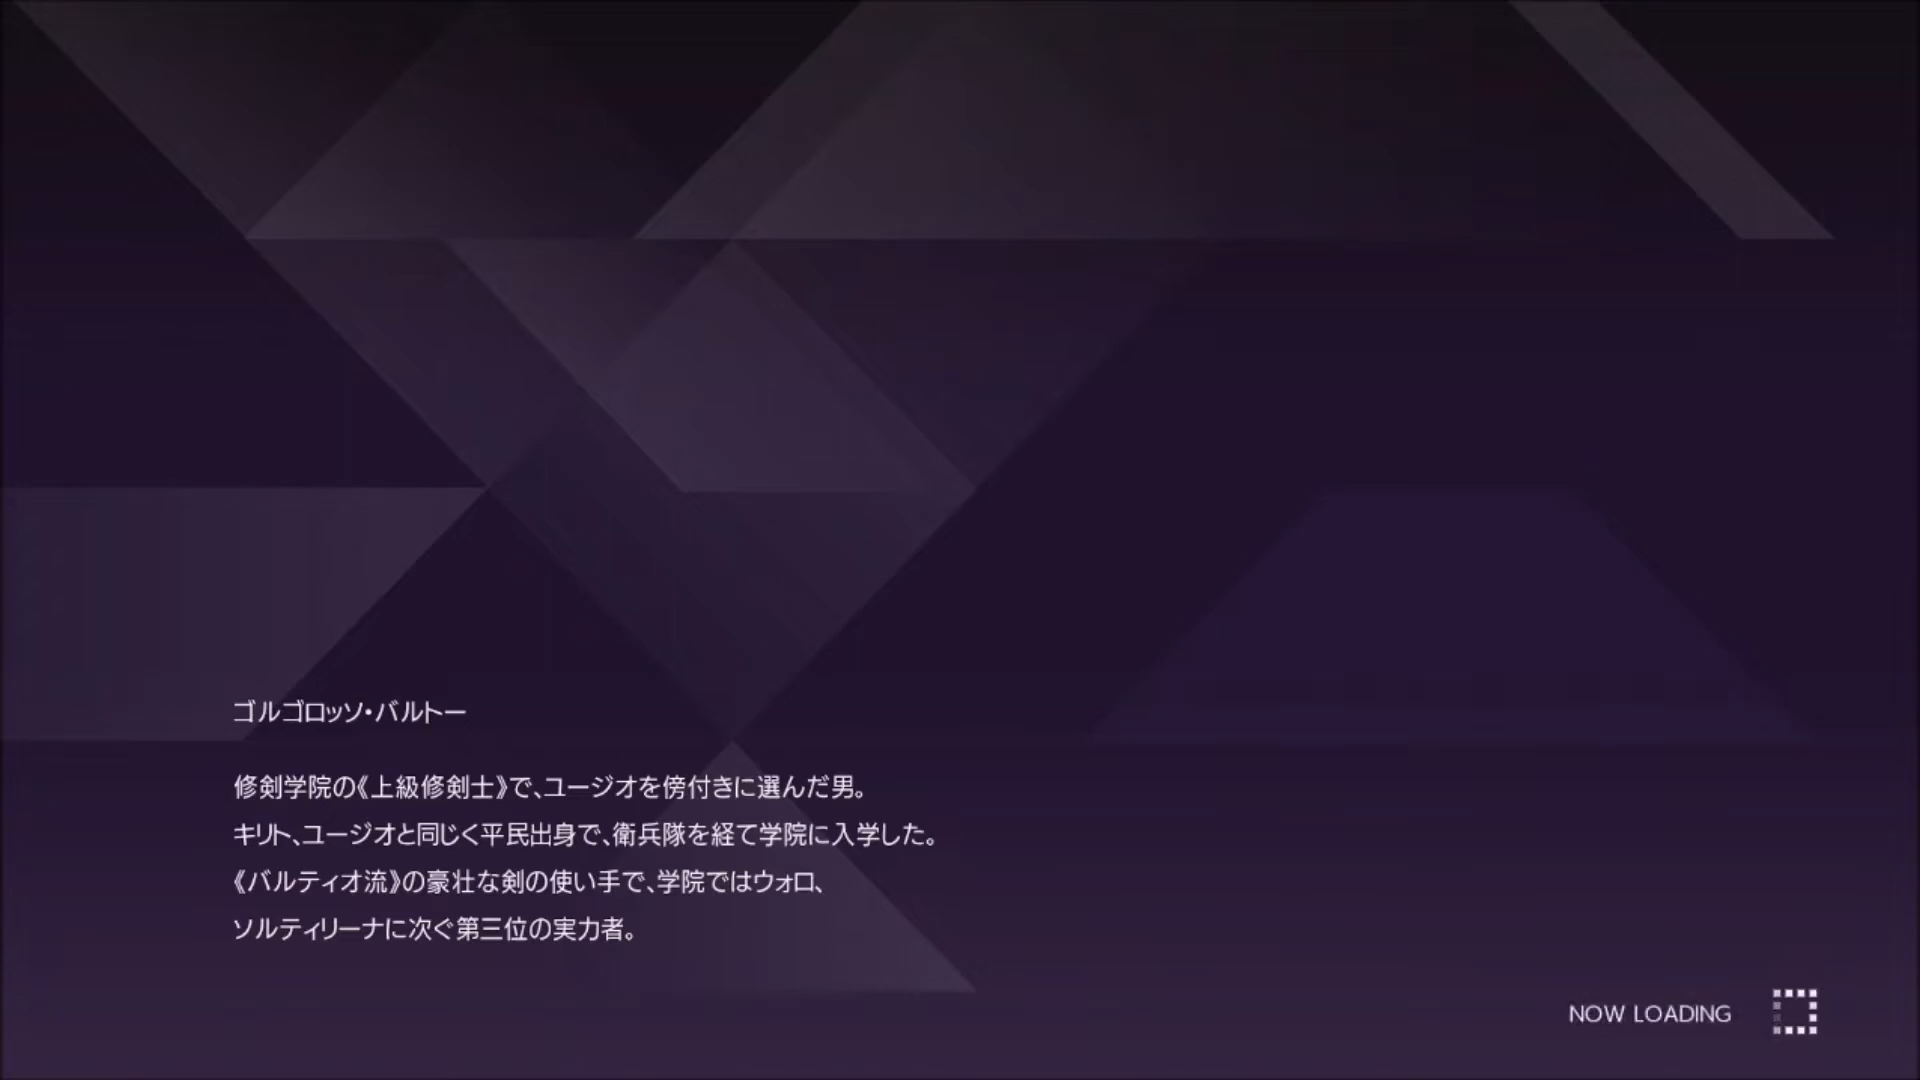 ゴルゴロッソ・バルトー
修剣学院の《上級修剣士》で、ユージオを傍付きに選んだ男。
キリト、ユージオと同じく平民出身で、衛兵隊を経て学院に入学した。
《バルティオ流》の豪壮な剣の使い手で、学院ではウォロ、
ソルティリーナに次ぐ第三位の実力者。
NOW LOADING